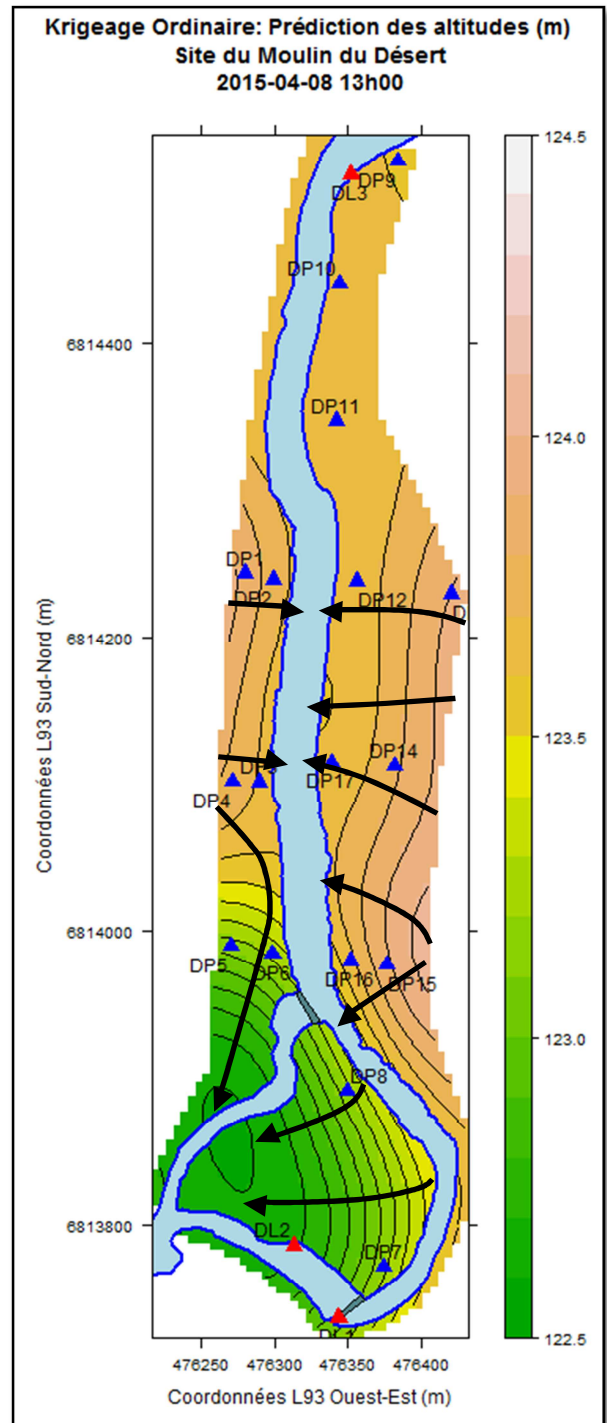 Krigeage Ordinaire: Prédiction des altitudes (m)
Site du Moulin du Désert
2015-04-08 13h00
124.5
DP9
DL3
DP10
6814400
DP11
124.0
DP1
DP2
DP12
D
6814200
123.5
DP14
DP3
DP17
DP4
Coordonnées L93 Sud-Nord (m)
6814000
DP5
DP6
DP16
DP15
123.0
DP8
6813800
DL2
DP7
DL1
122.5
476250 476300 476350 476400
Coordonnées L93 Ouest-Est (m)